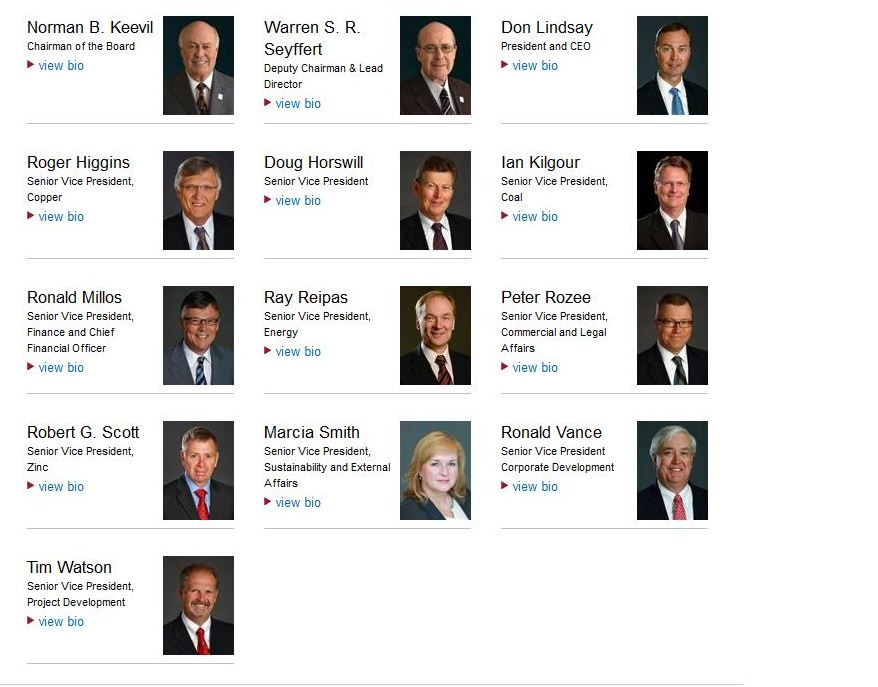 Norman B. Keevil
Chairman of the Board
view bio
Warren S. R.
Seyffert
Deputy Chairman & Lead
Director
view bio
Don Lindsay
President and CEO
view bio
Roger Higgins
Senior Vice President,
Copper
view bio
Doug Horswill
Senior Vice President
view bio
Ian Kilgour
Senior Vice President,
Coal
view bio
Ronald Millos
Senior Vice President,
Finance and Chief
Financial Officer
view bio
Ray Reipas
Senior Vice President,
Energy
view bio
Peter Rozee
Senior Vice President,
Commercial and Legal
Affairs
view bio
Robert G. Scott
Senior Vice President,
Zinc
view bio
Marcia Smith
Senior Vice President,
Sustainability and External
Affairs
view bio
Ronald Vance
Senior Vice President
Corporate Development
view bio
Tim Watson
Senior Vice President,
Project Development
view bio